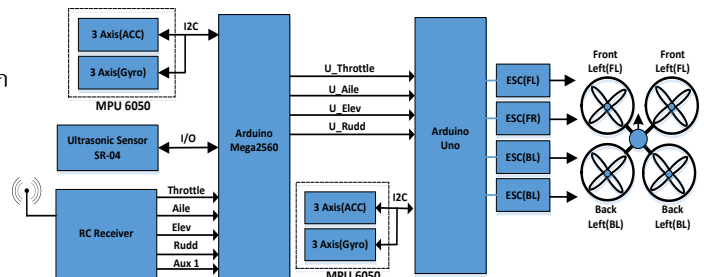 ก
3 Axis(ACC)
3 Axis(Gyro)
I2C
MPU 6050
Ultrasonic Sensor
SR-04
I/O
RC Receiver
Throttle
Aile
Elev
Rudd
Aux 1
Arduino
Mega2560
U_Throttle
U_Aile
U_Elev
U_Rudd
3 Axis(ACC)
3 Axis(Gyro)
I2C
MPU 6050
Arduino
Uno
ESC(FL)
ESC(FR)
ESC(BL)
ESC(BL)
Front
Left(FL)
Front
Left(FL)
Back
Left(BL)
Back
Left(BL)